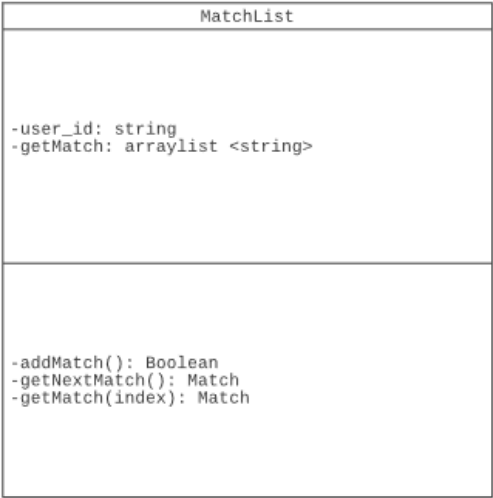 MatchList
-user_id: string
-getMatch: arraylist <string>
-addMatch(): Boolean
-getNextMatch(): Match
-getMatch(index): Match